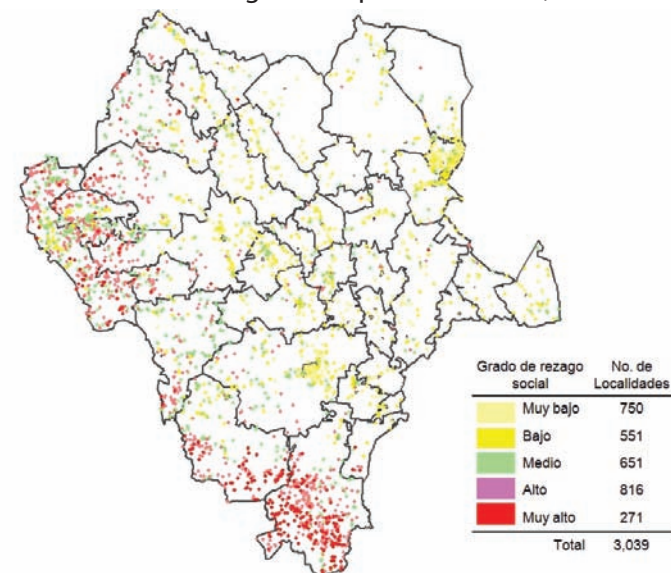 Grado de rezago social No. de Localidades
Muy bajo 750
Bajo 551
Medio 651
Alto 816
Muy alto 271
Total 3,039